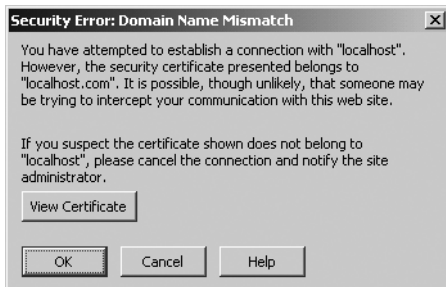 Security Error: Domain Name Mismatch
You have attempted to establish a connection with "localhost".
However, the security certificate presented belongs to
"localhost.com". It is possible, though unlikely, that someone may
be trying to intercept your communication with this web site.
If you suspect the certificate shown does not belong to
"localhost", please cancel the connection and notify the site
administrator.
View Certificate
OK Cancel Help